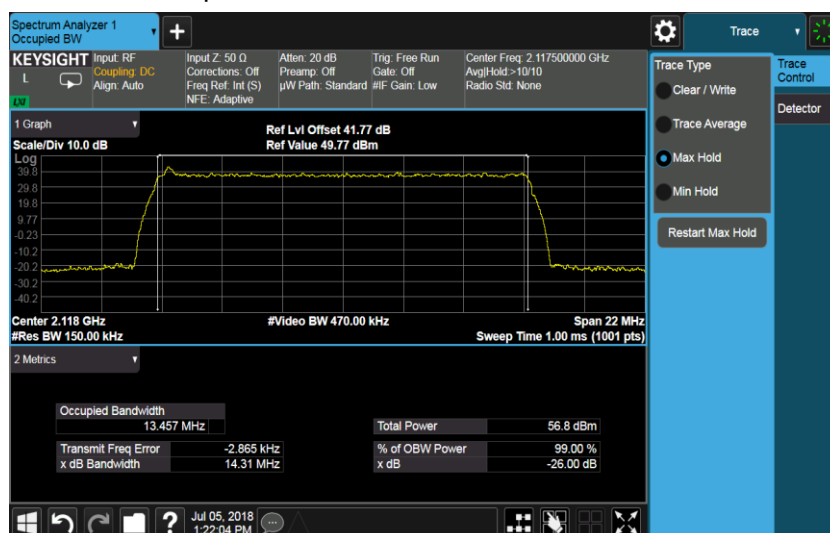 Spectrum Analyzer 1
Occupied BW
Trace
KEYSIGHT
L
LXI
Input: RF
Coupling: DC
Align: Auto
Input Z: 50 Ω
Corrections: Off
Freq Ref: Int (S)
NFE: Adaptive
Atten: 20 dB
Preamp: Off
µW Path: Standard
Trig: Free Run
Gate: Off
#IF Gain: Low
Center Freq: 2.117500000 GHz
Avg|Hold:>10/10
Radio Std: None
Trace Type
Clear / Write
Trace Average
Max Hold
Min Hold
Restart Max Hold
Trace
Control
Detector
1 Graph
Scale/Div 10.0 dB
Ref Lvl Offset 41.77 dB
Ref Value 49.77 dBm
Log
39.8
29.8
19.8
9.77
-0.23
-10.2
-20.2
-30.2
-40.2
Center 2.118 GHz
#Video BW 470.00 kHz
Span 22 MHz
#Res BW 150.00 kHz
Sweep Time 1.00 ms (1001 pts)
2 Metrics
Occupied Bandwidth
13.457 MHz
Total Power 56.8 dBm
Transmit Freq Error -2.865 kHz
% of OBW Power 99.00 %
x dB Bandwidth 14.31 MHz
x dB -26.00 dB
?
Jul 05, 2018
1:22:04 PM